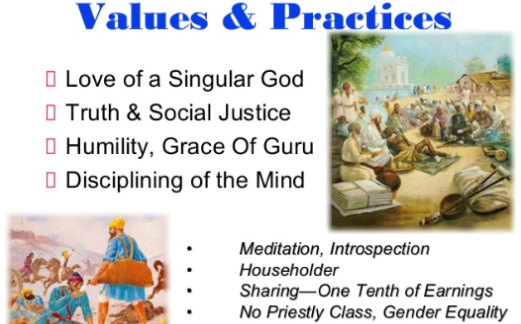 Values & Practices
Love of a Singular God
Truth & Social Justice
Humility, Grace Of Guru
Disciplining of the Mind
• Meditation, Introspection
• Householder
• Sharing—One Tenth of Earnings
• No Priestly Class, Gender Equality